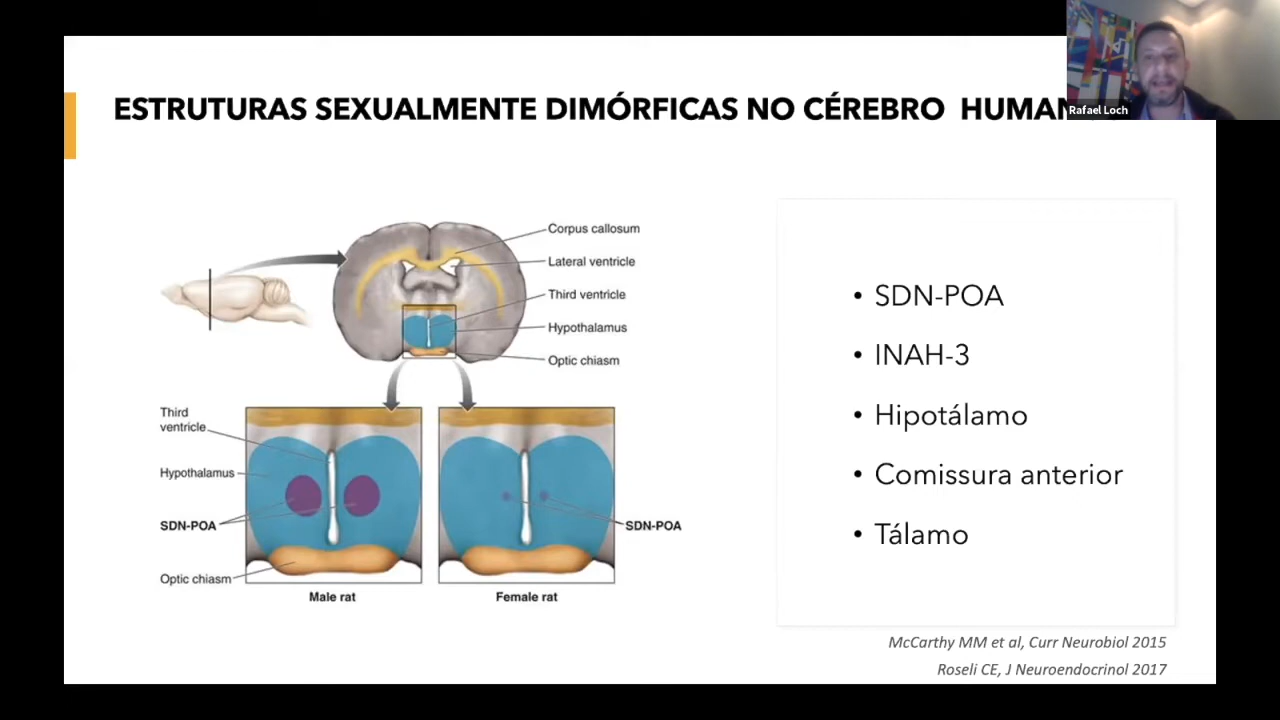 ESTRUTURAS SEXUALMENTE DIMÓRFICAS NO CÉREBRO HUMAN
Rafael Loch
Corpus callosum
Lateral ventricle
Third ventricle
Hypothalamus
Optic chiasm
Third
ventricle
Hypothalamus
SDN-POA
Optic chiasm
SDN-POA
Male rat
Female rat
• SDN-POA
• INAH-3
• Hipotálamo
• Comissura anterior
• Tálamo
McCarthy MM et al, Curr Neurobiol 2015
Roseli CE, J Neuroendocrinol 2017